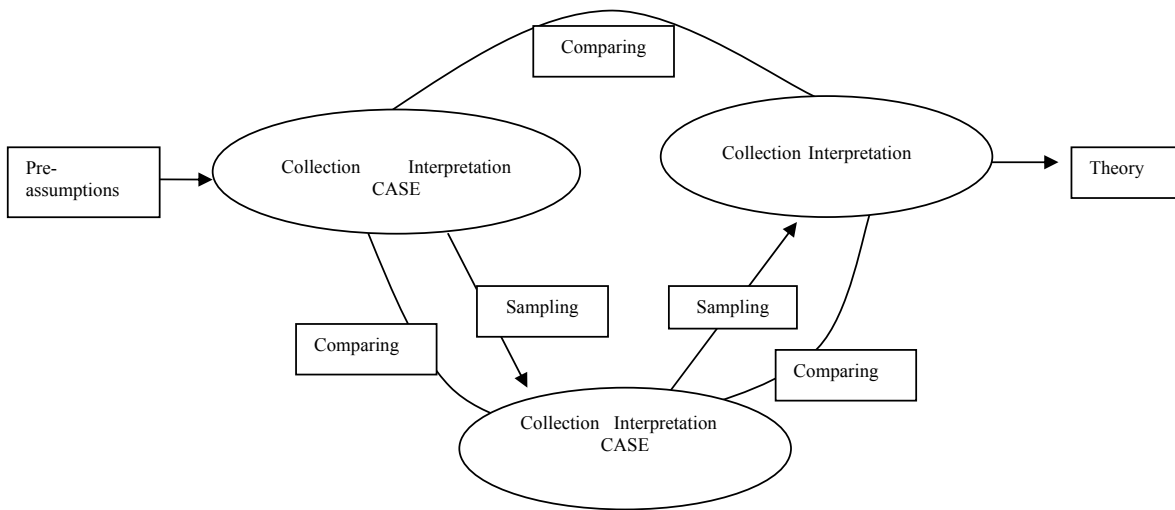 Comparing
Collection Interpretation
CASE
Collection Interpretation
Pre-
assumptions
Theory
Sampling
Sampling
Comparing
Comparing
Collection Interpretation
CASE